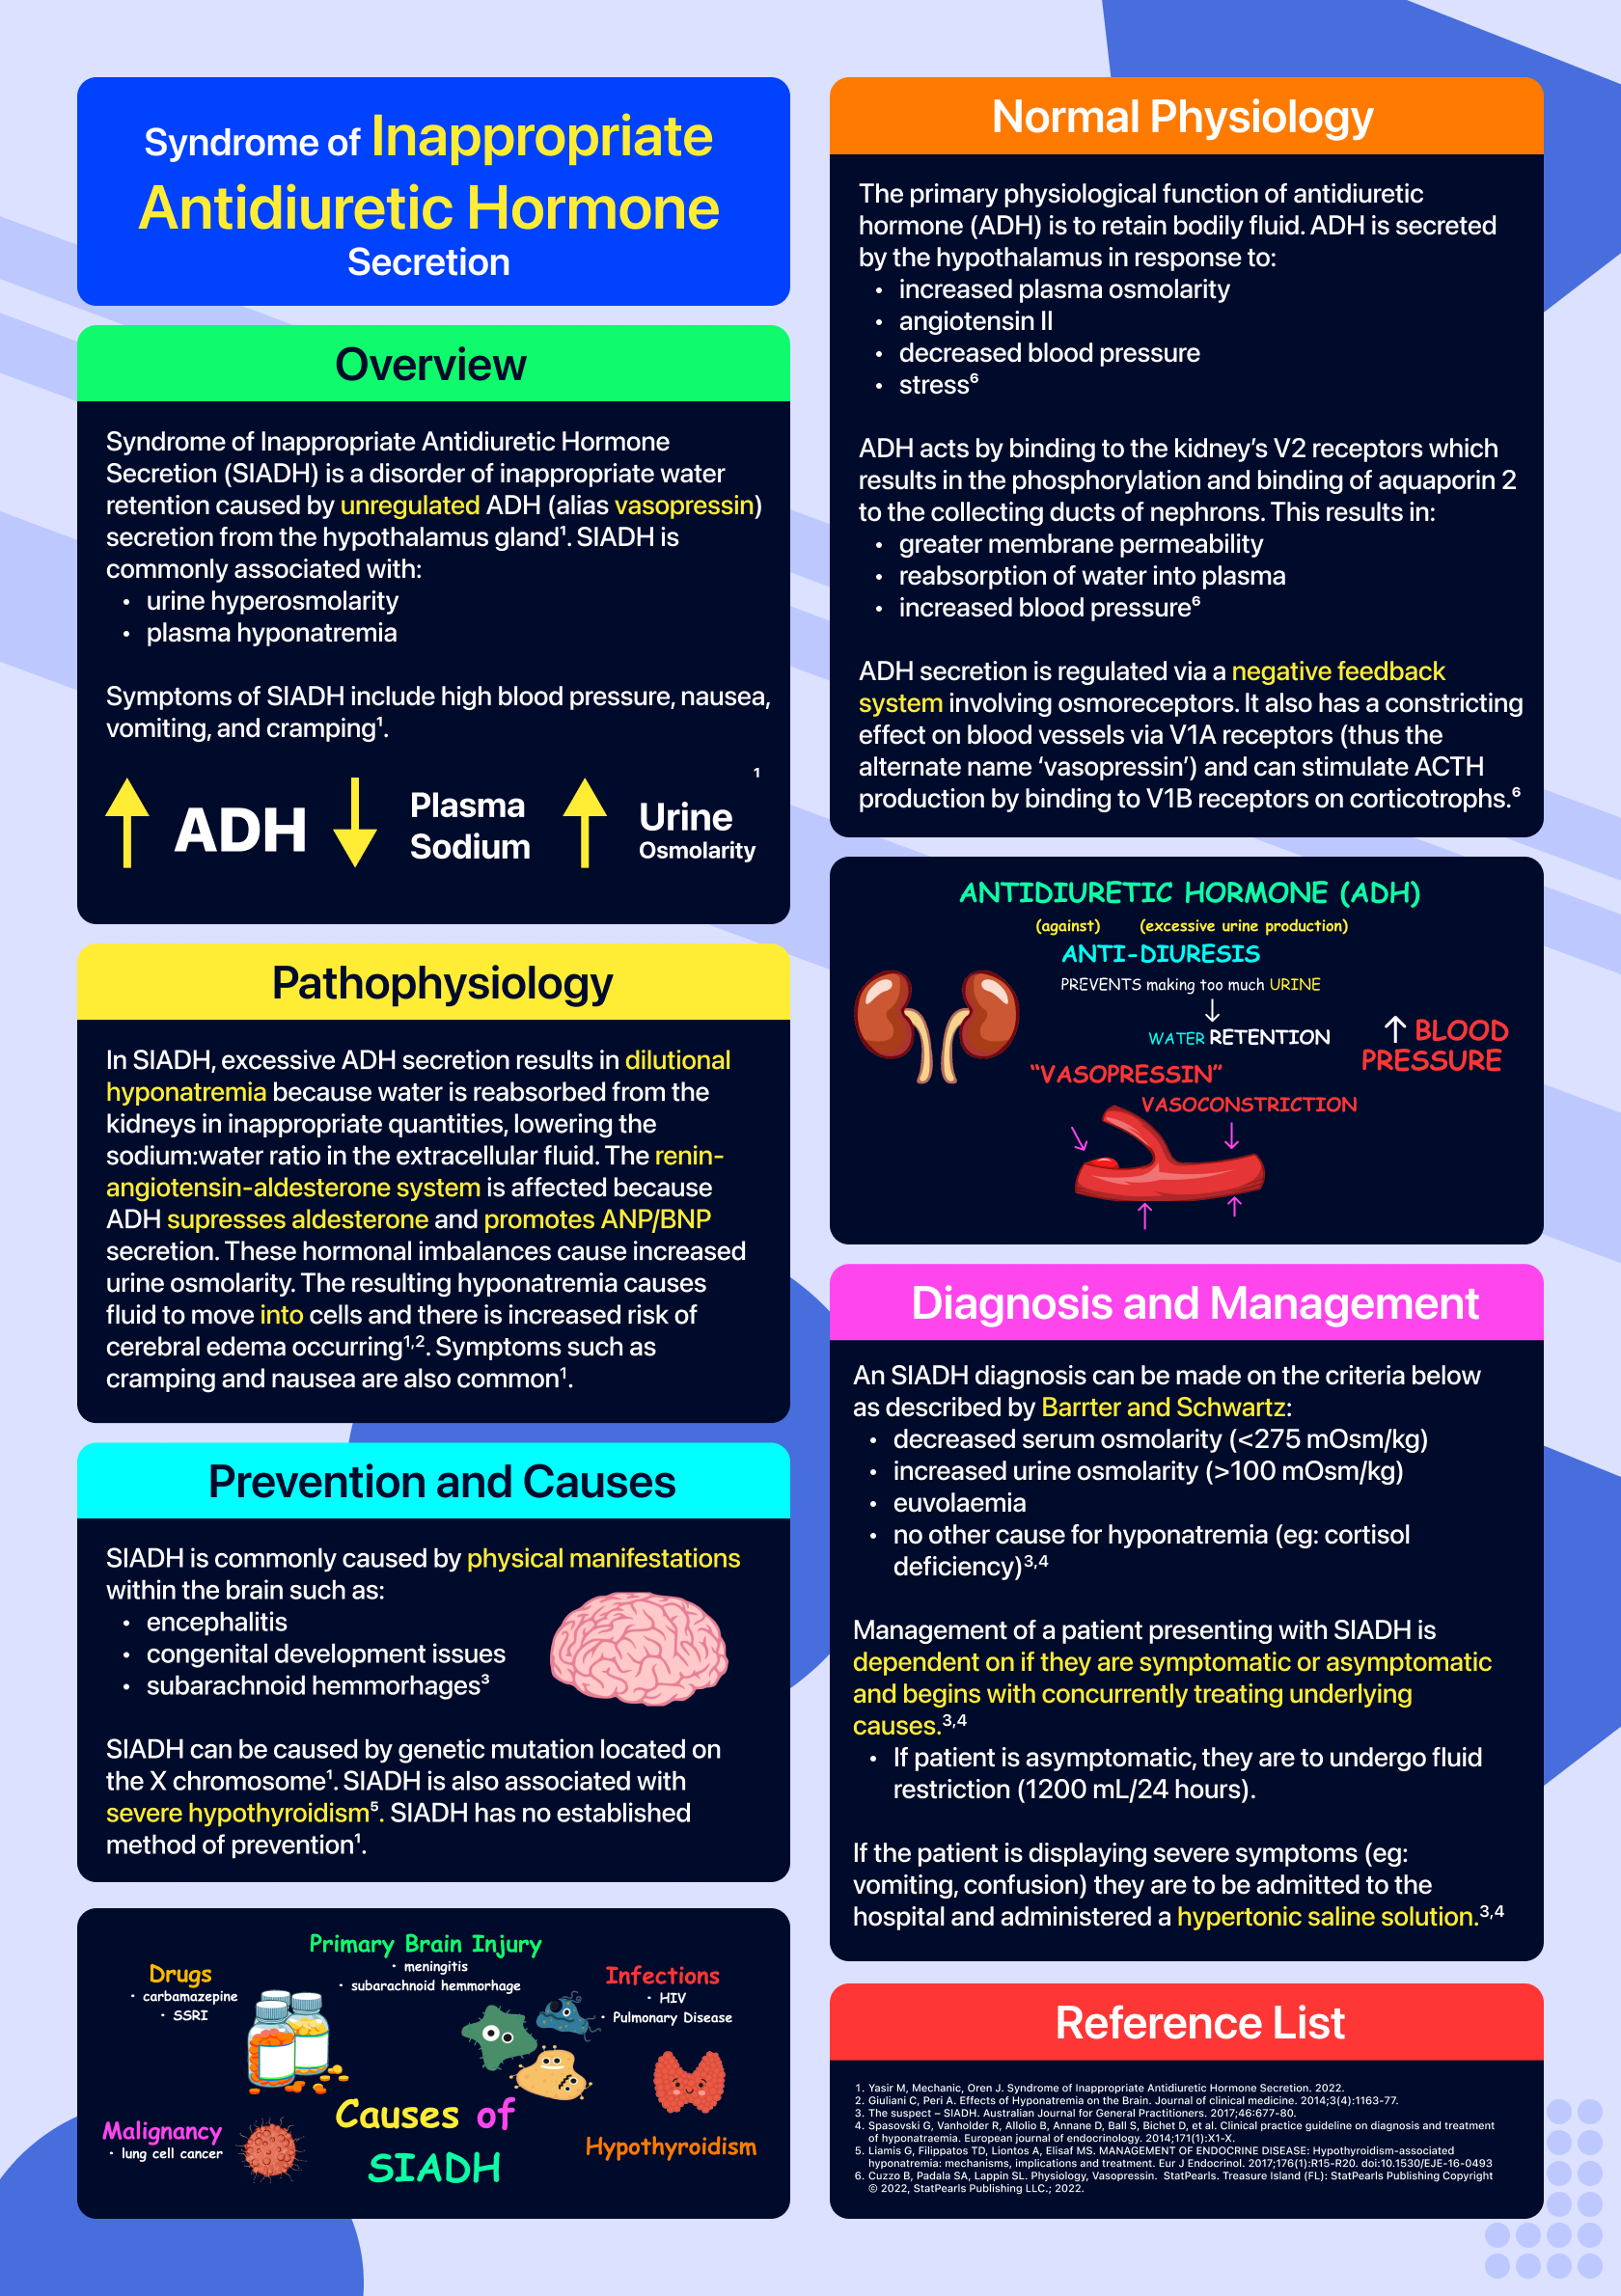 Syndrome of Inappropriate
Antidiuretic Hormone
Secretion
Overview
Syndrome of Inappropriate Antidiuretic Hormone
Secretion (SIADH) is a disorder of inappropriate water
retention caused by unregulated ADH (alias vasopressin)
secretion from the hypothalamus gland¹. SIADH is
commonly associated with:
• urine hyperosmolarity
• plasma hyponatremia
Symptoms of SIADH include high blood pressure, nausea,
vomiting, and cramping¹.
1
ADH
Plasma
Sodium
Urine
Osmolarity
Pathophysiology
In SIADH, excessive ADH secretion results in dilutional
hyponatremia because water is reabsorbed from the
kidneys in inappropriate quantities, lowering the
sodium:water ratio in the extracellular fluid. The renin-
angiotensin-aldesterone system is affected because
ADH supresses aldesterone and promotes ANP/BNP
secretion. These hormonal imbalances cause increased
urine osmolarity. The resulting hyponatremia causes
fluid to move into cells and there is increased risk of
cerebral edema occurring¹,². Symptoms such as
cramping and nausea are also common¹.
Prevention and Causes
SIADH is commonly caused by physical manifestations
within the brain such as:
• encephalitis
• congenital development issues
• subarachnoid hemmorhages³
SIADH can be caused by genetic mutation located on
the X chromosome¹. SIADH is also associated with
severe hypothyroidism⁵. SIADH has no established
method of prevention¹.
Primary Brain Injury
• meningitis
• subarachnoid hemmorhage
Drugs
• carbamazepine
• SSRI
Infections
• HIV
• Pulmonary Disease
Causes of
SIADH
Malignancy
• lung cell cancer
Hypothyroidism
Normal Physiology
The primary physiological function of antidiuretic
hormone (ADH) is to retain bodily fluid. ADH is secreted
by the hypothalamus in response to:
• increased plasma osmolarity
• angiotensin II
• decreased blood pressure
• stress⁶
ADH acts by binding to the kidney’s V2 receptors which
results in the phosphorylation and binding of aquaporin 2
to the collecting ducts of nephrons. This results in:
• greater membrane permeability
• reabsorption of water into plasma
• increased blood pressure⁶
ADH secretion is regulated via a negative feedback
system involving osmoreceptors. It also has a constricting
effect on blood vessels via V1A receptors (thus the
alternate name ‘vasopressin’) and can stimulate ACTH
production by binding to V1B receptors on corticotrophs.⁶
ANTIDIURETIC HORMONE (ADH)
(against) (excessive urine production)
ANTI-DIURESIS
PREVENTS making too much URINE
WATER RETENTION
↑ BLOOD
PRESSURE
“VASOPRESSIN”
VASOCONSTRICTION
Diagnosis and Management
An SIADH diagnosis can be made on the criteria below
as described by Barrter and Schwartz:
• decreased serum osmolarity (<275 mOsm/kg)
• increased urine osmolarity (>100 mOsm/kg)
• euvolaemia
• no other cause for hyponatremia (eg: cortisol
deficiency)³,⁴
Management of a patient presenting with SIADH is
dependent on if they are symptomatic or asymptomatic
and begins with concurrently treating underlying
causes.³,⁴
• If patient is asymptomatic, they are to undergo fluid
restriction (1200 mL/24 hours).
If the patient is displaying severe symptoms (eg:
vomiting, confusion) they are to be admitted to the
hospital and administered a hypertonic saline solution.³,⁴
Reference List
1. Yasir M, Mechanic, Oren J. Syndrome of Inappropriate Antidiuretic Hormone Secretion. 2022.
2. Giuliani C, Peri A. Effects of Hyponatremia on the Brain. Journal of clinical medicine. 2014;3(4):1163-77.
3. The suspect – SIADH. Australian Journal for General Practitioners. 2017;46:677-80.
4. Spasovski G, Vanholder R, Allolio B, Annane D, Ball S, Bichet D, et al. Clinical practice guideline on diagnosis and treatment
of hyponatraemia. European journal of endocrinology. 2014;171(1):X1-X.
5. Liamis G, Filippatos TD, Liontos A, Elisaf MS. MANAGEMENT OF ENDOCRINE DISEASE: Hypothyroidism-associated
hyponatremia: mechanisms, implications and treatment. Eur J Endocrinol. 2017;176(1):R15-R20. doi:10.1530/EJE-16-0493
6. Cuzzo B, Padala SA, Lappin SL. Physiology, Vasopressin. StatPearls. Treasure Island (FL): StatPearls Publishing Copyright
© 2022, StatPearls Publishing LLC.; 2022.